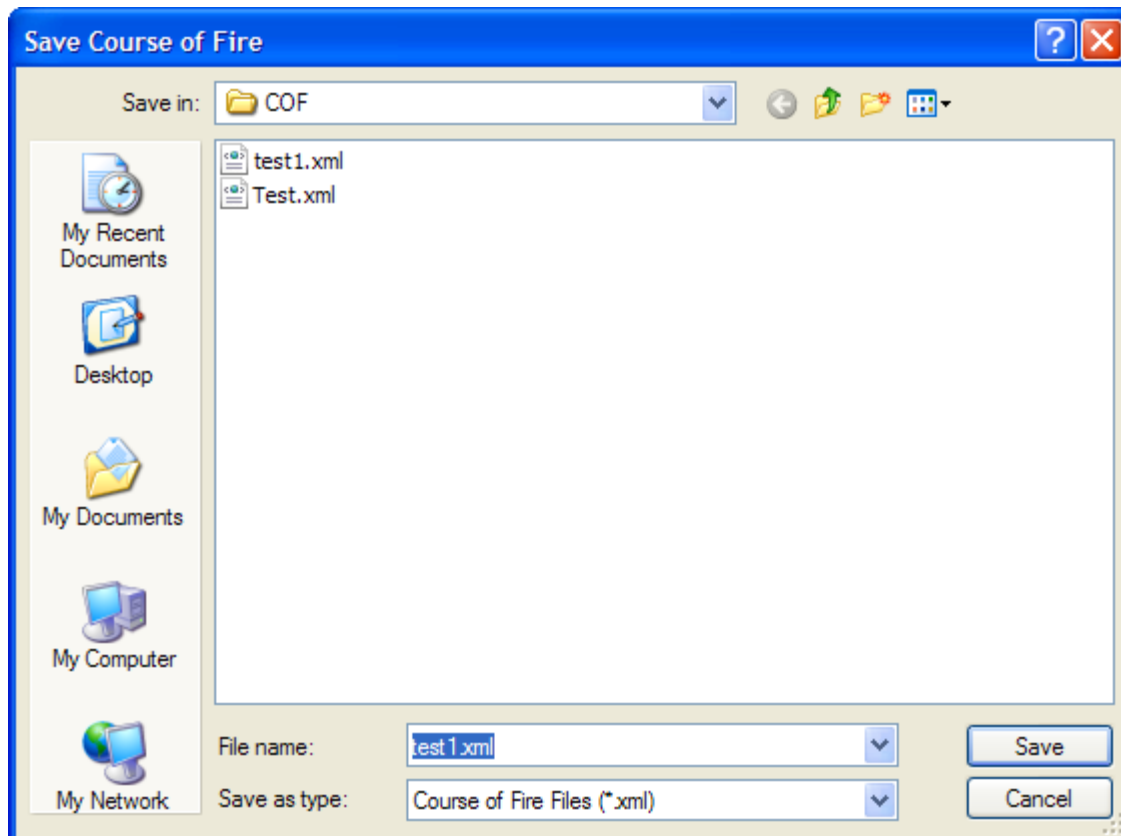 Save Course of Fire
Save in:
COF
test1.xml
Test.xml
My Recent
Documents
Desktop
My Documents
My Computer
My Network
File name:
test1.xml
Save
Save as type:
Course of Fire Files (*.xml)
Cancel